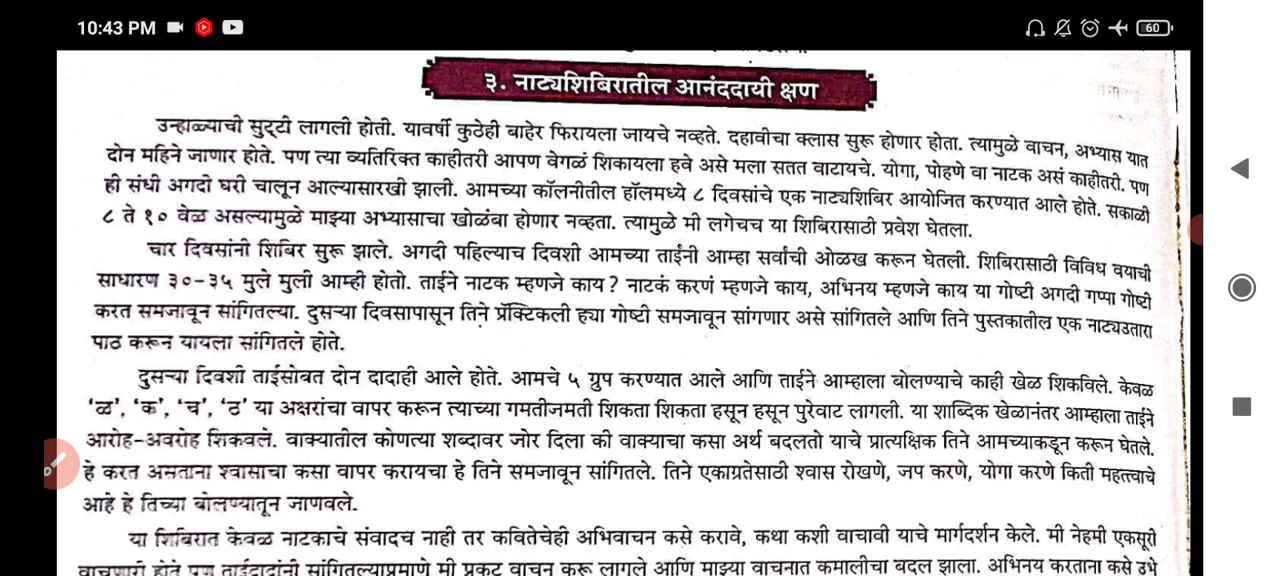 10:43 PM
60
३. नाट्यशिबिरातील आनंददायी क्षण
उन्हाळ्याची सुट्टी लागली होती. यावर्षी कुठेही बाहेर फिरायला जायचे नव्हते. दहावीचा क्लास सुरू होणार होता. त्यामुळे वाचन, अभ्यास यात
दोन महिने जाणार होते. पण त्या व्यतिरिक्त काहीतरी आपण वेगळं शिकायला हवे असे मला सतत वाटायचे. योगा, पोहणे वा नाटक असं काहीतरी. पण
ही संधी अगदी घरी चालून आल्यासारखी झाली. आमच्या कॉलनीतील हॉलमध्ये ८ दिवसांचे एक नाट्यशिबिर आयोजित करण्यात आले होते. सकाळी
८ ते १० वेळ असल्यामुळे माझ्या अभ्यासाचा खोळंबा होणार नव्हता. त्यामुळे मी लगेचच या शिबिरासाठी प्रवेश घेतला.
चार दिवसांनी शिबिर सुरू झाले. अगदी पहिल्याच दिवशी आमच्या ताईंनी आम्हा सर्वांची ओळख करून घेतली. शिबिरासाठी विविध वयाची
साधारण ३०-३५ मुले मुली आम्ही होतो. ताईने नाटक म्हणजे काय? नाटकं करणं म्हणजे काय, अभिनय म्हणजे काय या गोष्टी अगदी गप्पा गोष्टी
करत समजावून सांगितल्या. दुसऱ्या दिवसापासून तिने प्रॅक्टिकली ह्या गोष्टी समजावून सांगणार असे सांगितले आणि तिने पुस्तकातील एक नाट्यउतारा
पाठ करून यायला सांगितले होते.
दुसऱ्या दिवशी ताईसोबत दोन दादाही आले होते. आमचे ५ ग्रुप करण्यात आले आणि ताईने आम्हाला बोलण्याचे काही खेळ शिकविले. केवळ
'ळ', 'क', 'च', 'ठ' या अक्षरांचा वापर करून त्याच्या गमतीजमती शिकता शिकता हसून हसून पुरेवाट लागली. या शाब्दिक खेळानंतर आम्हाला ताईने
आरोह-अवरोह शिकवले. वाक्यातील कोणत्या शब्दावर जोर दिला की वाक्याचा कसा अर्थ बदलतो याचे प्रात्यक्षिक तिने आमच्याकडून करून घेतले.
हे करत असताना श्वासाचा कसा वापर करायचा हे तिने समजावून सांगितले. तिने एकाग्रतेसाठी श्वास रोखणे, जप करणे, योगा करणे किती महत्त्वाचे
आहे हे तिच्या बोलण्यातून जाणवले.
या शिबिरात केवळ नाटकाचे संवादच नाही तर कवितेचेही अभिवाचन कसे करावे, कथा कशी वाचावी याचे मार्गदर्शन केले. मी नेहमी एकसूरी
वाचणारी होते पण ताईदादांनी सांगितल्याप्रमाणे मी प्रकट वाचन करू लागले आणि माझ्या वाचनात कमालीचा बदल झाला. अभिनय करताना कसे उभे